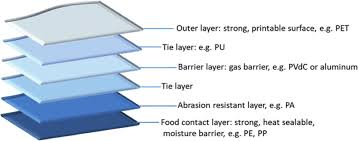 Outer layer: strong, printable surface, e.g. PET
Tie layer: e.g. PU
Barrier layer: gas barrier, e.g. PVdC or aluminum
Tie layer
Abrasion resistant layer, e.g. PA
Food contact layer: strong, heat sealable,
moisture barrier, e.g. PE, PP